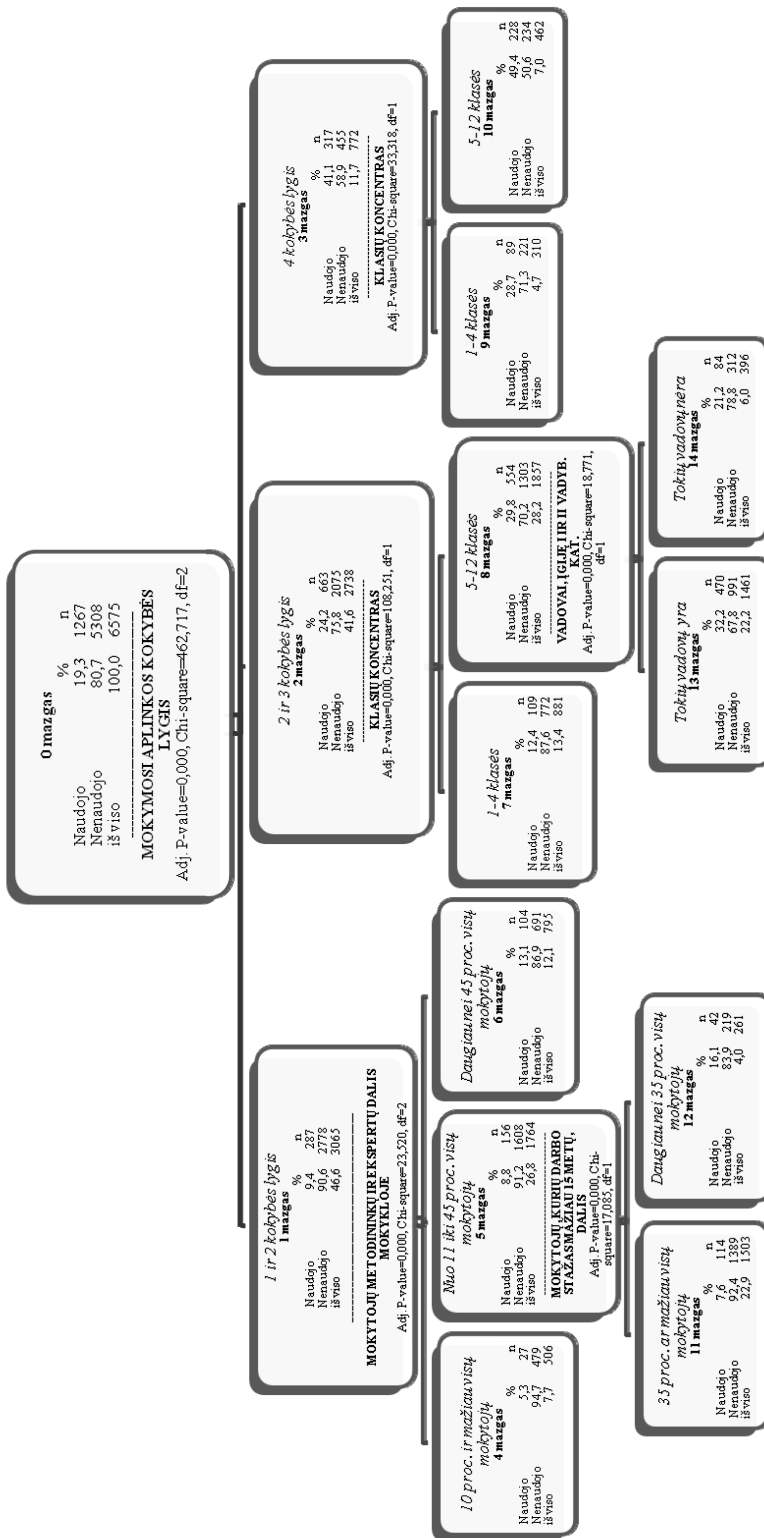 0 mazgas
% n
Naudojo 19,3 1267
Nenaudojo 80,7 5308
iš viso 100,0 6575
MOKYMOSI APLINKOS KOKYBĖS
LYGIS
Adj. P-value=0,000, Chi-square=462,717, df=2
1 ir 2 kokybės lygis
1 mazgas
% n
Naudojo 9,4 287
Nenaudojo 90,6 2778
iš viso 46,6 3065
MOKYTOJŲ METODININKŲ IR EKSPERTŲ DALIS
MOKYKLOJE
Adj. P-value=0,000, Chi-square=23,520, df=2
2 ir 3 kokybės lygis
2 mazgas
% n
Naudojo 24,2 663
Nenaudojo 75,8 2075
iš viso 41,6 2738
KLASIŲ KONCENTRAS
Adj. P-value=0,000, Chi-square=108,251, df=1
4 kokybės lygis
3 mazgas
% n
Naudojo 41,1 317
Nenaudojo 58,9 455
iš viso 11,7 772
KLASIŲ KONCENTRAS
Adj. P-value=0,000, Chi-square=33,318, df=1
10 proc. ir mažiau visų
mokytojų
4 mazgas
% n
Naudojo 5,3 27
Nenaudojo 94,7 479
iš viso 7,7 506
Nuo 11 iki 45 proc. visų
mokytojų
5 mazgas
% n
Naudojo 8,8 156
Nenaudojo 91,2 1608
iš viso 26,8 1764
MOKYTOJŲ, KURIŲ DARBO
STAŽAS MAŽIAU 15 METŲ,
DALIS
Adj. P-value=0,000, Chi-
square=17,085, df=1
Daugiau nei 45 proc. visų
mokytojų
6 mazgas
% n
Naudojo 13,1 104
Nenaudojo 86,9 691
iš viso 12,1 795
1-4 klasės
7 mazgas
% n
Naudojo 12,4 109
Nenaudojo 87,6 772
iš viso 13,4 881
5-12 klasės
8 mazgas
% n
Naudojo 29,8 554
Nenaudojo 70,2 1303
iš viso 28,2 1857
VADOVAI, ĮGIJĘ I IR II VADYB.
KAT.
Adj. P-value=0,000, Chi-square=18,771,
df=1
1-4 klasės
9 mazgas
% n
Naudojo 28,7 89
Nenaudojo 71,3 221
iš viso 4,7 310
5-12 klasės
10 mazgas
% n
Naudojo 49,4 228
Nenaudojo 50,6 234
iš viso 7,0 462
35 proc. ar mažiau visų
mokytojų
11 mazgas
% n
Naudojo 7,6 114
Nenaudojo 92,4 1389
iš viso 22,9 1503
Daugiau nei 35 proc. visų
mokytojų
12 mazgas
% n
Naudojo 16,1 42
Nenaudojo 83,9 219
iš viso 4,0 261
Tokių vadovų yra
13 mazgas
% n
Naudojo 32,2 470
Nenaudojo 67,8 991
iš viso 22,2 1461
Tokių vadovų nėra
14 mazgas
% n
Naudojo 21,2 84
Nenaudojo 78,8 312
iš viso 6,0 396